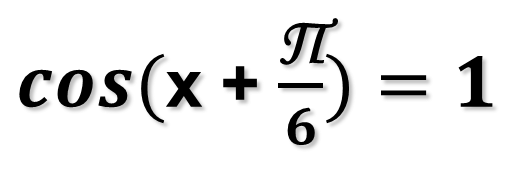 cos(x + π/6) = 1